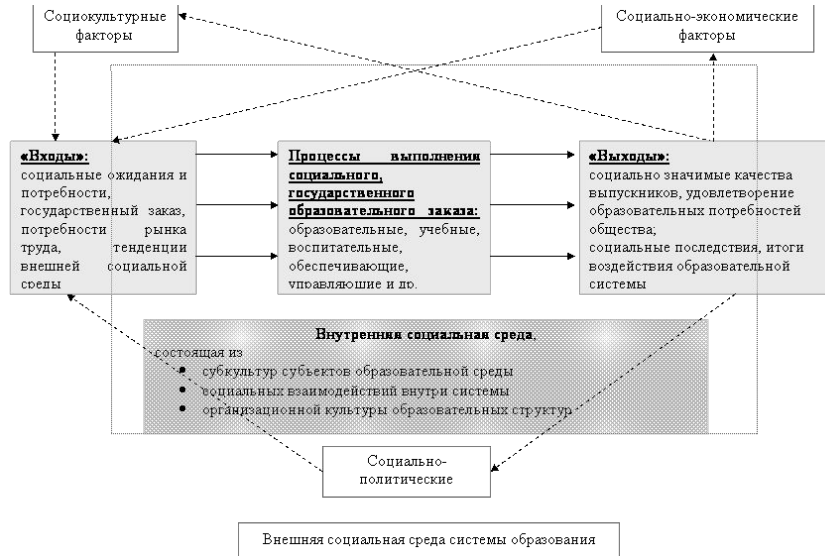 Социокультурные
факторы
Социально-экономические
факторы
«Входы»:
социальные ожидания и
потребности,
государственный заказ,
потребности рынка
труда, тенденции
внешней социальной
среды
Процессы выполнения
социального,
государственного
образовательного заказа:
образовательные, учебные,
воспитательные,
обеспечивающие,
управляющие и др.
«Выходы»:
социально значимые качества
выпускников, удовлетворение
образовательных потребностей
общества;
социальные последствия, итоги
воздействия образовательной
системы
Внутренняя социальная среда,
состоящая из
• субкультур субъектов образовательной среды
• социальных взаимодействий внутри системы
• организационной культуры образовательных структур
Социально-
политические
Внешняя социальная среда системы образования